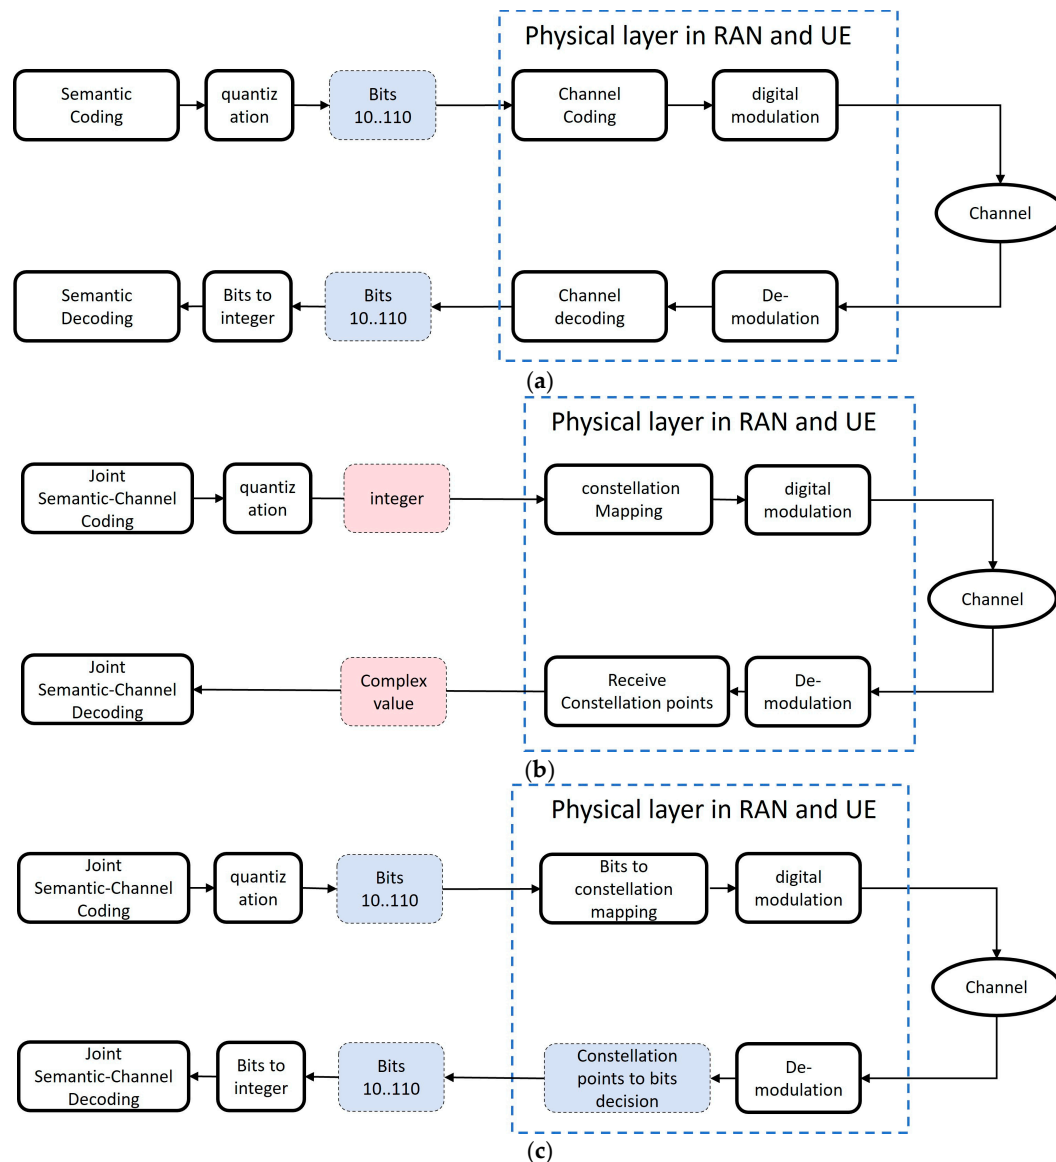 Physical layer in RAN and UE
Semantic
Coding
quantiz
ation
Bits
10..110
Channel
Coding
digital
modulation
Channel
Semantic
Decoding
Bits to
integer
Bits
10..110
Channel
decoding
De-
modulation
(a)
Physical layer in RAN and UE
Joint
Semantic-Channel
Coding
quantiz
ation
integer
constellation
Mapping
digital
modulation
Channel
Joint
Semantic-Channel
Decoding
Complex
value
Receive
Constellation points
De-
modulation
(b)
Physical layer in RAN and UE
Joint
Semantic-Channel
Coding
quantiz
ation
Bits
10..110
Bits to
constellation
mapping
digital
modulation
Channel
Joint
Semantic-Channel
Decoding
Bits to
integer
Bits
10..110
Constellation
points to bits
decision
De-
modulation
(c)